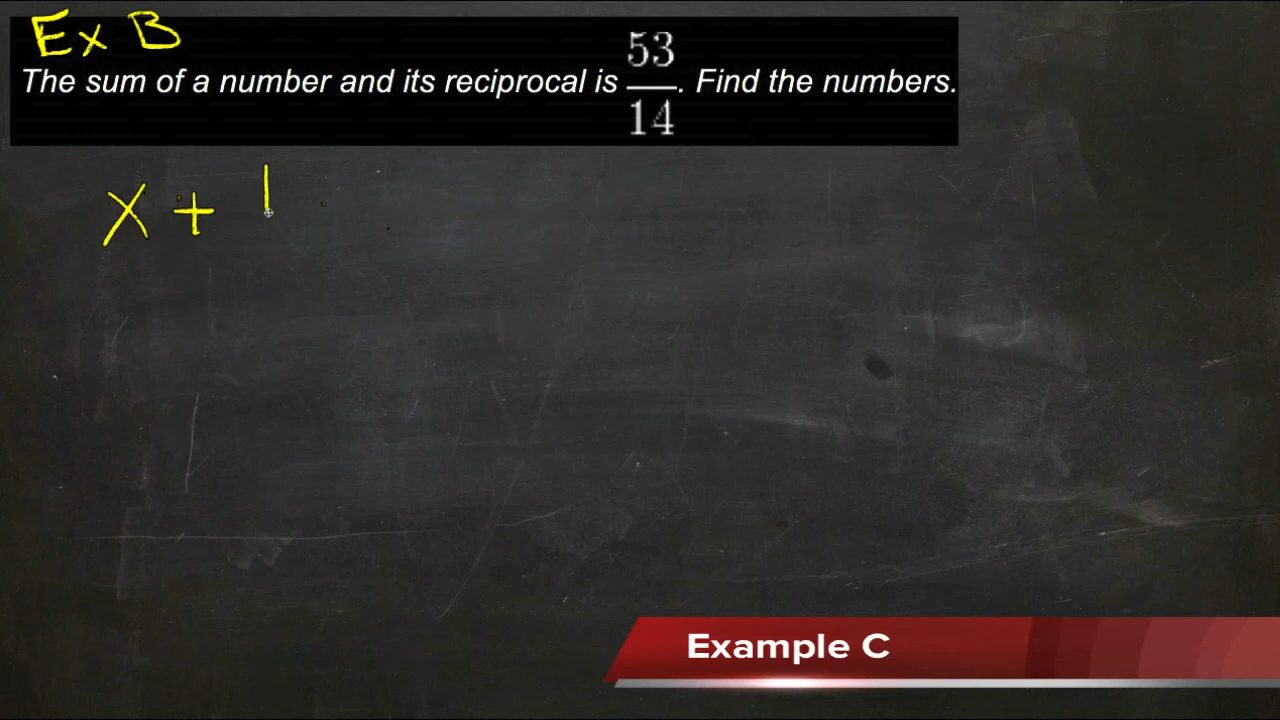 Ex B
The sum of a number and its reciprocal is 53/14. Find the numbers.
x + 1
Example C